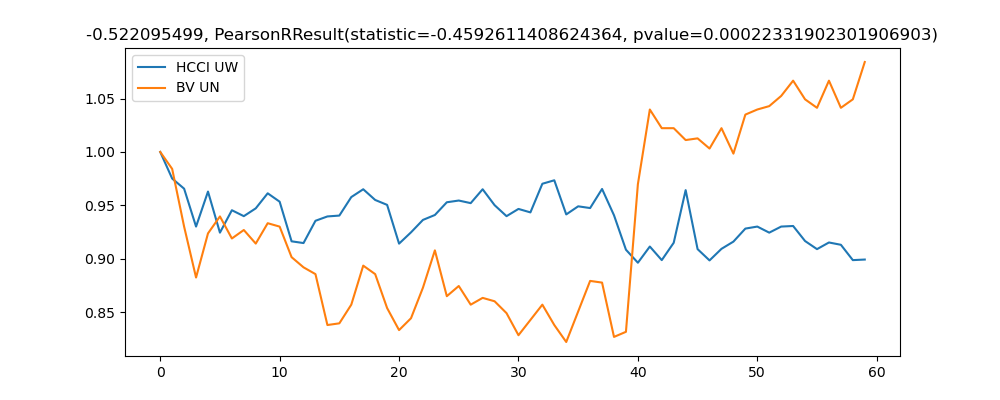 -0.522095499, PearsonRResult(statistic=-0.4592611408624364, pvalue=0.00022331902301906903)
HCCI UW
BV UN
1.05
1.00
0.95
0.90
0.85
0 10 20 30 40 50 60